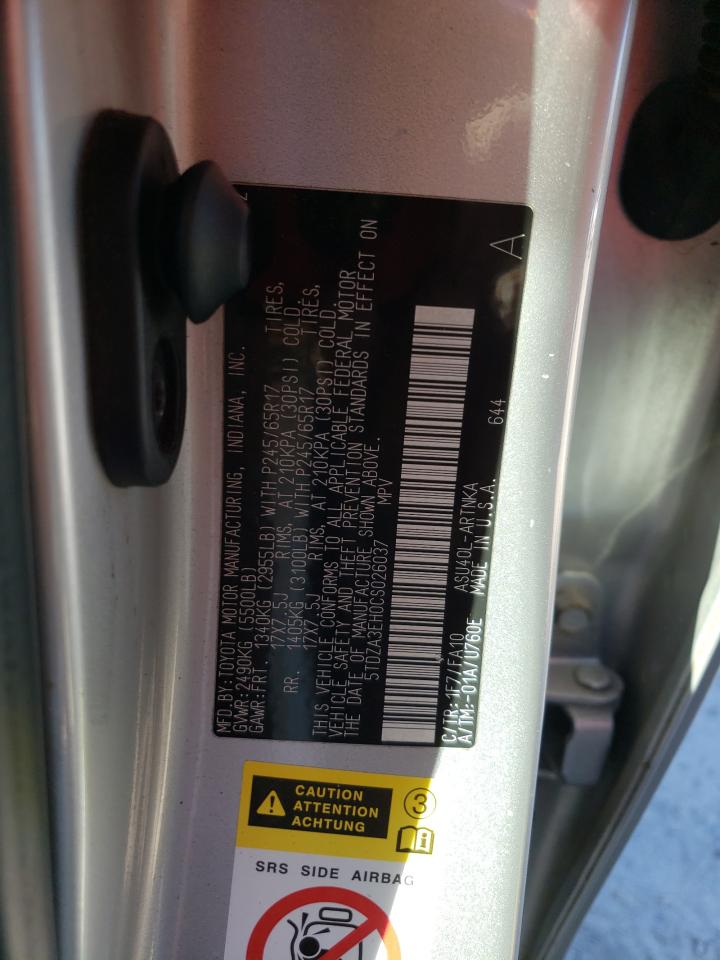 MFD.BY:TOYOTA MOTOR MANUFACTURING, INDIANA, INC.
GVWR:2490KG (5500LB)
GAWR:FRT. 1340KG (2955LB) WITH P245/65R17 TIRES,
17X7.5J RIMS, AT 210KPA (30PSI) COLD.
RR. 1405KG (3100LB) WITH P245/65R17 TIRES,
17X7.5J RIMS, AT 210KPA (30PSI) COLD.
THIS VEHICLE CONFORMS TO ALL APPLICABLE FEDERAL MOTOR
VEHICLE SAFETY AND THEFT PREVENTION STANDARDS IN EFFECT ON
THE DATE OF MANUFACTURE SHOWN ABOVE.
5TDZA3EH0CS026037 MPV
C/TR:1F7/FA10 ASU40L-ARTNKA 644
A/TM:-01A/U760E MADE IN U.S.A.
A
CAUTION
ATTENTION
ACHTUNG
3
SRS SIDE AIRBAG